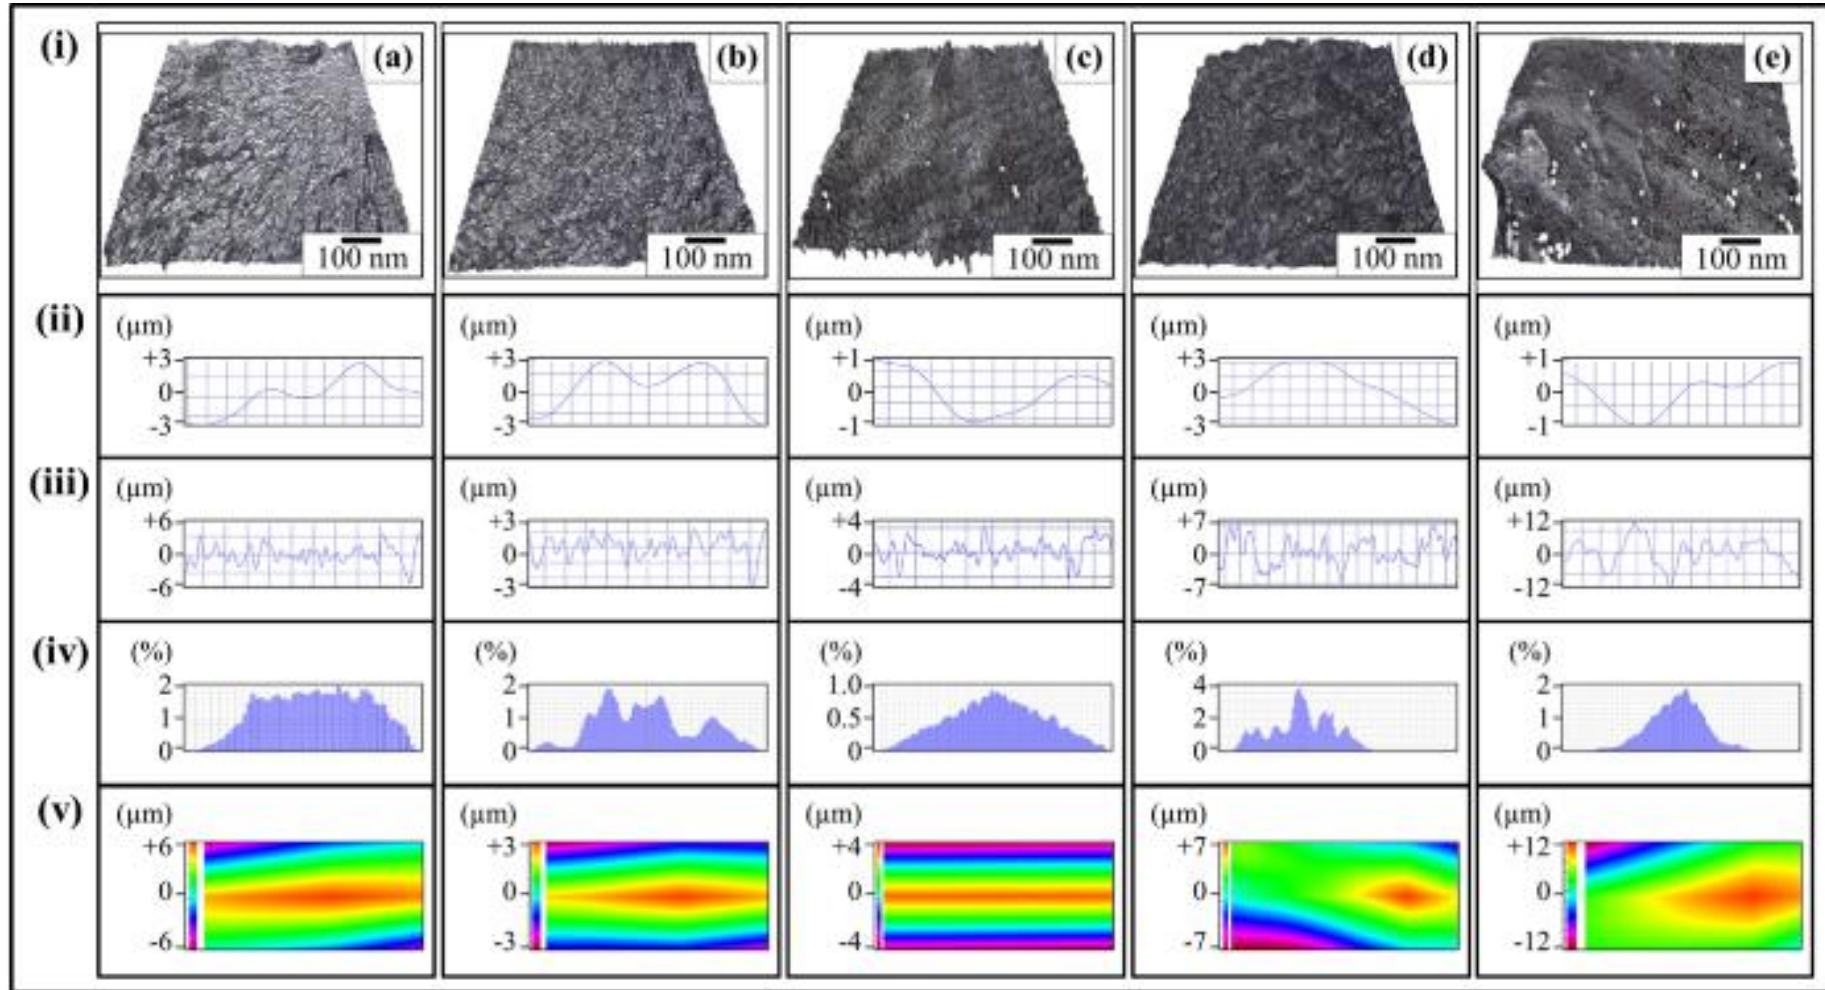 (i) (a) (b) (c) (d) (e)
100 nm 100 nm 100 nm 100 nm 100 nm
(ii) (μm) (μm) (μm) (μm) (μm)
+3 +3 +1 +3 +1
0 0 0 0 0
-3 -3 -1 -3 -1
(iii) (μm) (μm) (μm) (μm) (μm)
+6 +3 +4 +7 +12
0 0 0 0 0
-6 -3 -4 -7 -12
(iv) (%) (%) (%) (%) (%)
2 2 1.0 4 2
1 1 0.5 2 1
0 0 0 0 0
(v) (μm) (μm) (μm) (μm) (μm)
+6 +3 +4 +7 +12
0 0 0 0 0
-6 -3 -4 -7 -12